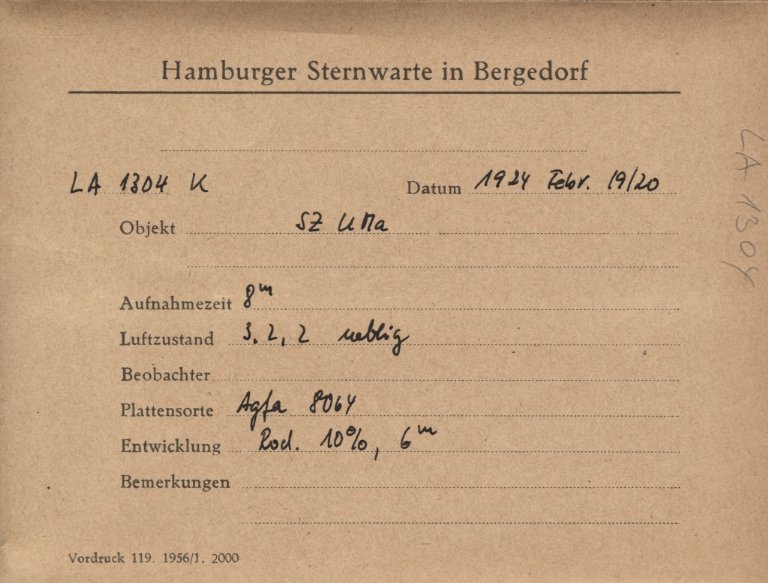 Hamburger Sternwarte in Bergedorf
LA 1304 K Datum 1924 Febr. 19/20
Objekt SZ UMa
Aufnahmezeit 8m
Luftzustand 3, 2, 2 neblig
Beobachter
Plattensorte Agfa 8064
Entwicklung Rod. 10%, 6m
Bemerkungen
Vordruck 119. 1956/1. 2000
LA 1304